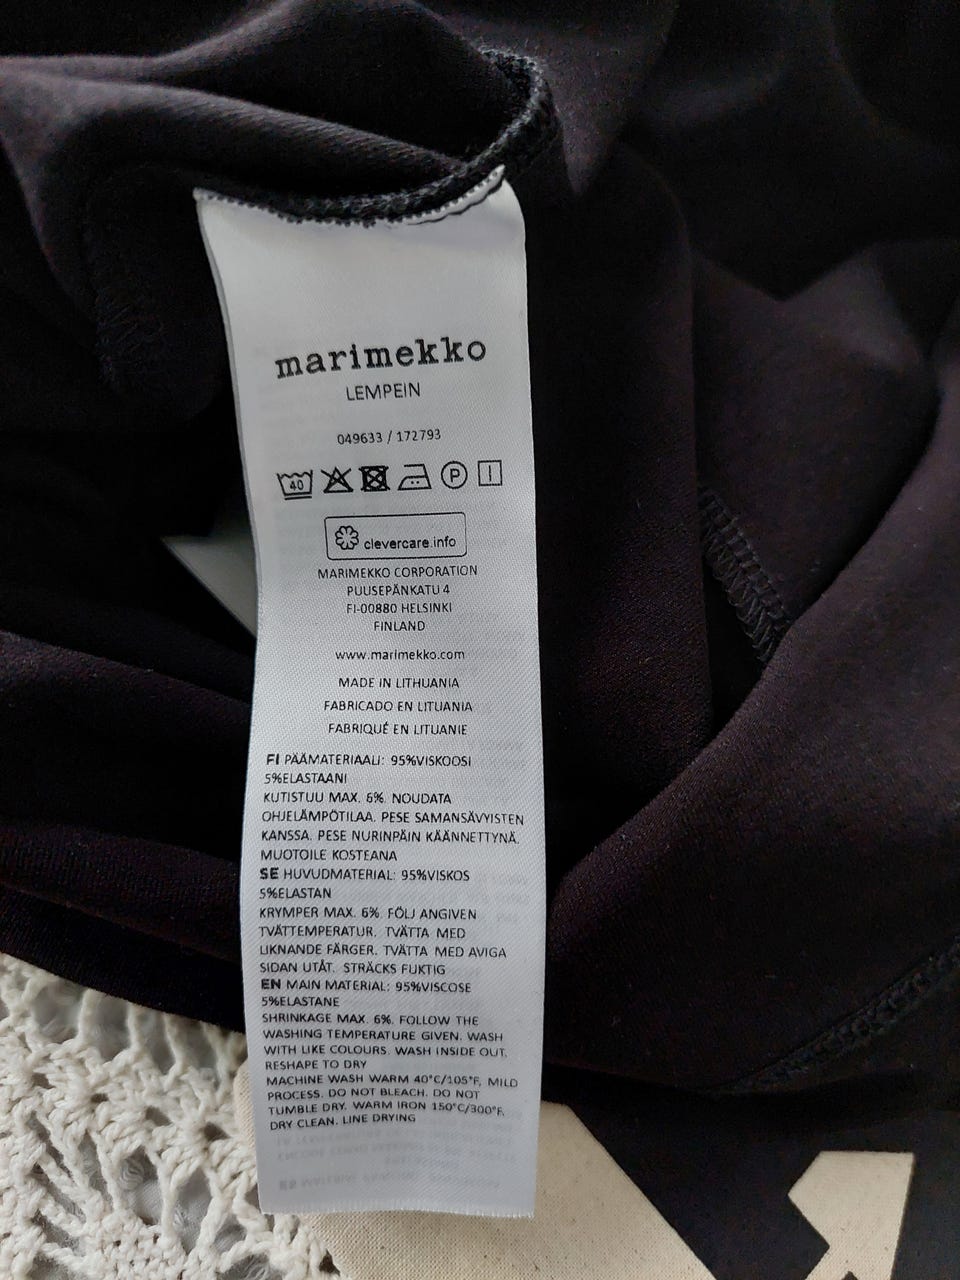 marimekko
LEMPEIN
049633 / 172793
40 P
clevercare.info
MARIMEKKO CORPORATION
PUUSEPÄNKATU 4
FI-00880 HELSINKI
FINLAND
www.marimekko.com
MADE IN LITHUANIA
FABRICADO EN LITUANIA
FABRIQUÉ EN LITUANIE
FI PÄÄMATERIAALI: 95%VISKOOSI
5%ELASTAANI
KUTISTUU MAX. 6%. NOUDATA
OHJELÄMPÖTILAA. PESE SAMANSÄVYISTEN
KANSSA. PESE NURINPÄIN KÄÄNNETTYNÄ.
MUOTOILE KOSTEANA
SE HUVUDMATERIAL: 95%VISKOS
5%ELASTAN
KRYMPER MAX. 6%. FÖLJ ANGIVEN
TVÄTTEMPERATUR. TVÄTTA MED
LIKNANDE FÄRGER. TVÄTTA MED AVIGA
SIDAN UTÅT. STRÄCKS FUKTIG
EN MAIN MATERIAL: 95%VISCOSE
5%ELASTANE
SHRINKAGE MAX. 6%. FOLLOW THE
WASHING TEMPERATURE GIVEN. WASH
WITH LIKE COLOURS. WASH INSIDE OUT.
RESHAPE TO DRY
MACHINE WASH WARM 40°C/105°F, MILD
PROCESS. DO NOT BLEACH. DO NOT
TUMBLE DRY. WARM IRON 150°C/300°F,
DRY CLEAN. LINE DRYING